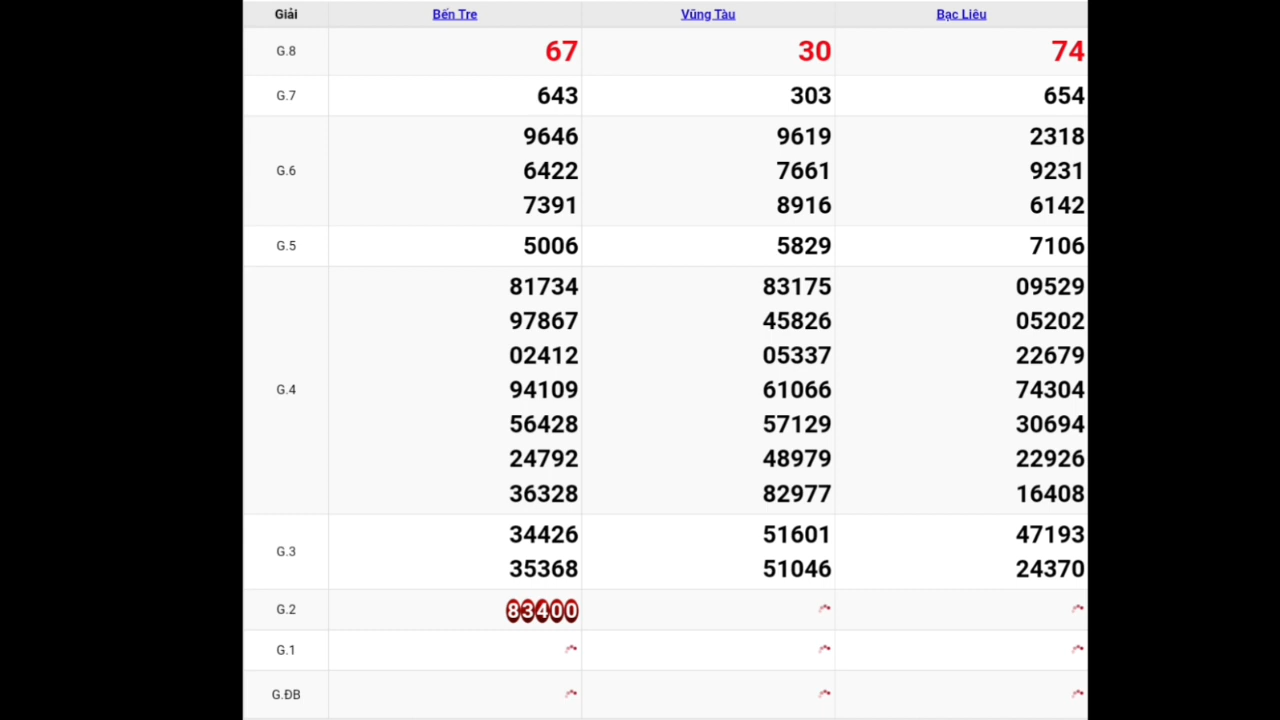 Giải Bến Tre Vũng Tàu Bạc Liêu
G.8 67 30 74
G.7 643 303 654
9646 9619 2318
G.6 6422 7661 9231
7391 8916 6142
G.5 5006 5829 7106
81734 83175 09529
97867 45826 05202
02412 05337 22679
G.4 94109 61066 74304
56428 57129 30694
24792 48979 22926
36328 82977 16408
34426 51601 47193
G.3
35368 51046 24370
G.2 83400
G.1
G.ĐB